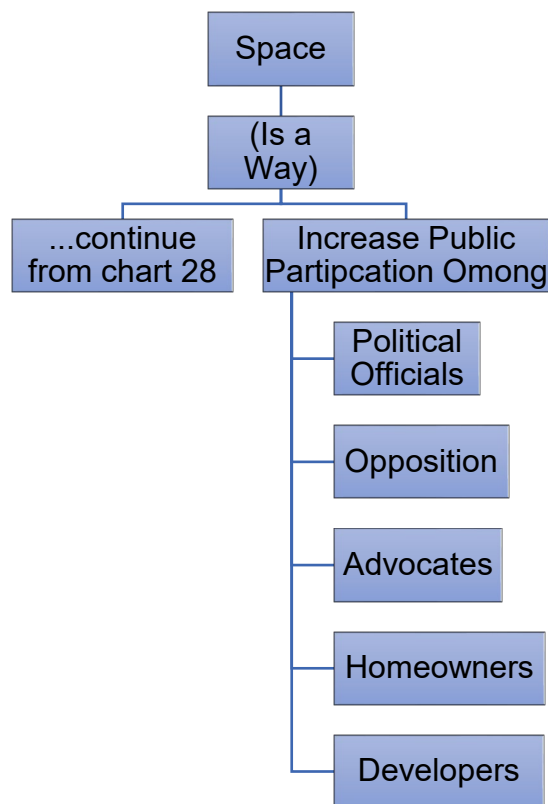 Space
(Is a
Way)
...continue
from chart 28
Increase Public
Partipcation Omong
Political
Officials
Opposition
Advocates
Homeowners
Developers